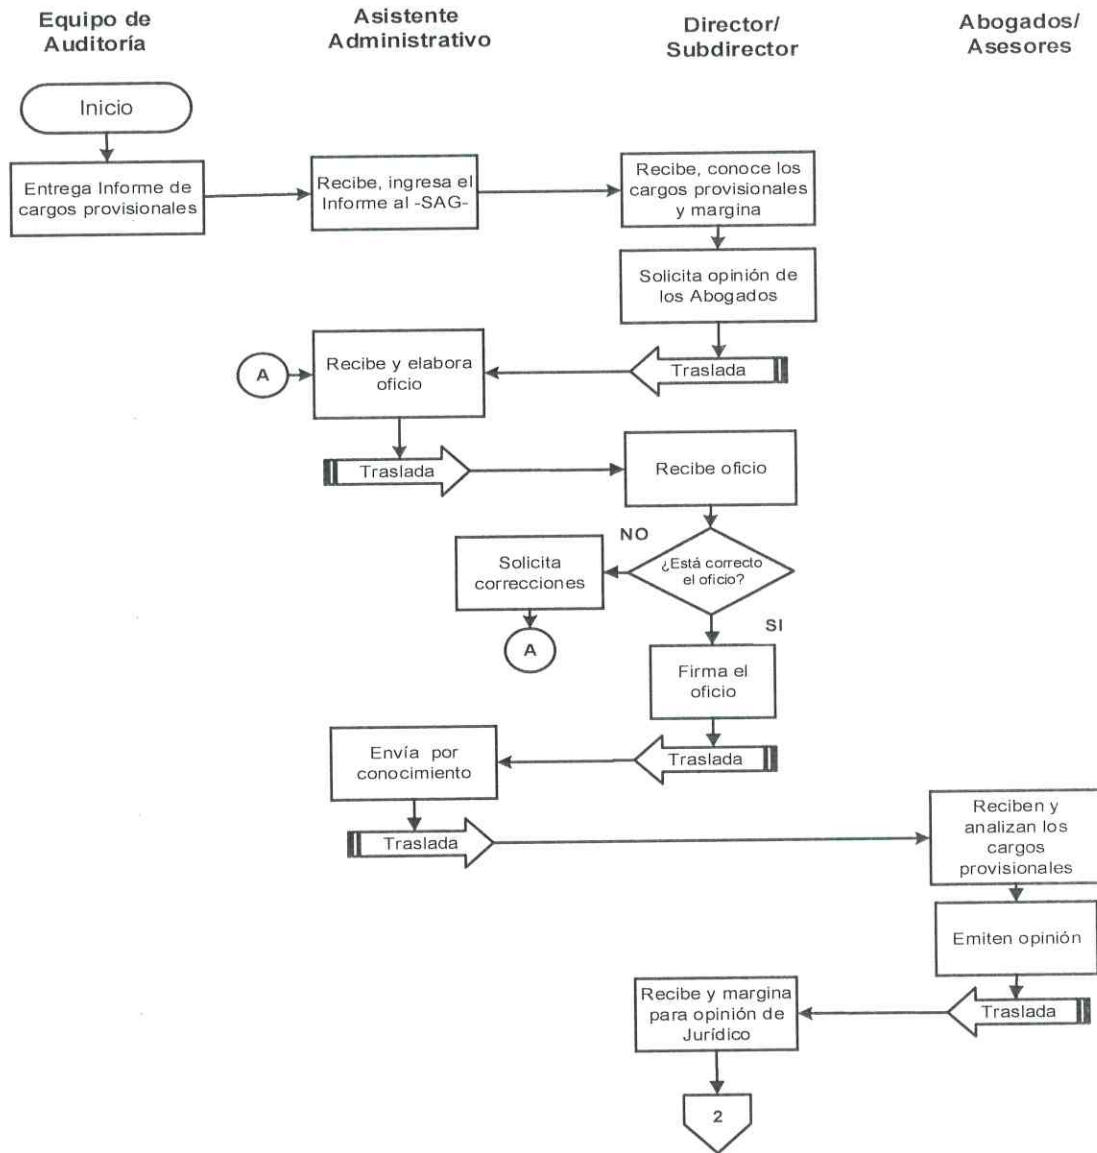 Equipo de
Auditoría
Asistente
Administrativo
Director/
Subdirector
Abogados/
Asesores
Inicio
Entrega Informe de
cargos provisionales
Recibe, ingresa el
Informe al -SAG-
Recibe, conoce los
cargos provisionales
y margina
Solicita opinión de
los Abogados
Traslada
A
Recibe y elabora
oficio
Traslada
Recibe oficio
¿Está correcto
el oficio?
NO
Solicita
correcciones
A
SI
Firma el
oficio
Traslada
Envía por
conocimiento
Traslada
Reciben y
analizan los
cargos
provisionales
Emiten opinión
Traslada
Recibe y margina
para opinión de
Jurídico
2